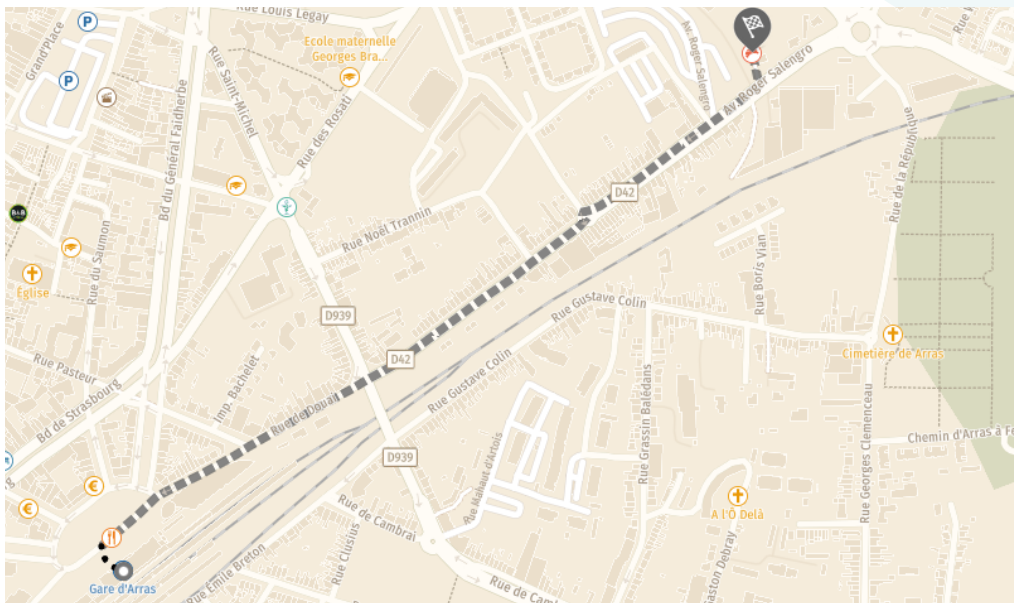 Rue Louis Legay
Grand'Place
P
P
Ecole maternelle
Georges Bra...
Av. Roger Salengro
Av. Roger Salengro
Rue Saint-Michel
Rue des Rosati
Bd du Général Faidherbe
Rue de la République
D42
B&B
Rue Noël Trannin
Rue du Saumon
Église
Rue Boris Vian
Rue Gustave Colin
D939
Cimetière de Arras
D42
Rue Pasteur
Imp. Bachelet
Rue Gustave Colin
Bd de Strasbourg
Rue de Douai
Rue Grassin Balédans
Rue Georges Clemenceau
Chemin d'Arras à Fe
D939
Rue Mahaut d'Artois
€
€
A l'Ô Delà
Rue de Cambrai
Rue Clusius
Gaston Debray
Gare d'Arras
Rue Émile Breton
Rue de Cambrai